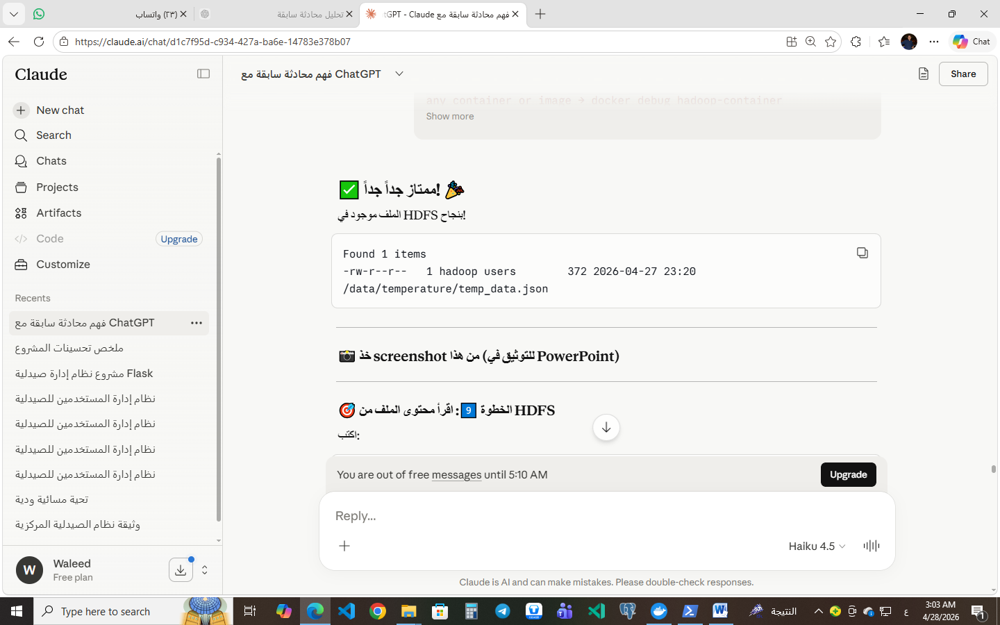 (٢٣) واتساب
تحليل محادثة سابقة
فهم محادثة سابقة مع GPT - Claude
https://claude.ai/chat/d1c7f95d-c934-427a-ba6e-14783e378b07
Chat
Claude
New chat
Search
Chats
Projects
Artifacts
Code
Upgrade
Customize
Recents
فهم محادثة سابقة مع ChatGPT
ملخص تحسينات المشروع
مشروع نظام إدارة صيدلية Flask
نظام إدارة المستخدمين للصيدلية
نظام إدارة المستخدمين للصيدلية
نظام إدارة المستخدمين للصيدلية
نظام إدارة المستخدمين للصيدلية
تحية مسائية ودية
وثيقة نظام الصيدلية المركزية
W
Waleed
Free plan
فهم محادثة سابقة مع ChatGPT
Share
any container or image → docker debug hadoop-container
Show more
✅ ممتاز جداً جداً! 🎉
الملف موجود في HDFS بنجاح!
Found 1 items
-rw-r--r-- 1 hadoop users 372 2026-04-27 23:20
/data/temperature/temp_data.json
📸 خذ screenshot من هذا (للتوثيق في PowerPoint)
🎯 الخطوة 9️⃣: اقرأ محتوى الملف من HDFS
اكتب:
You are out of free messages until 5:10 AM
Upgrade
Reply...
Haiku 4.5
Claude is AI and can make mistakes. Please double-check responses.
Type here to search
النتيجة
ع
3:03 AM
4/28/2026
1